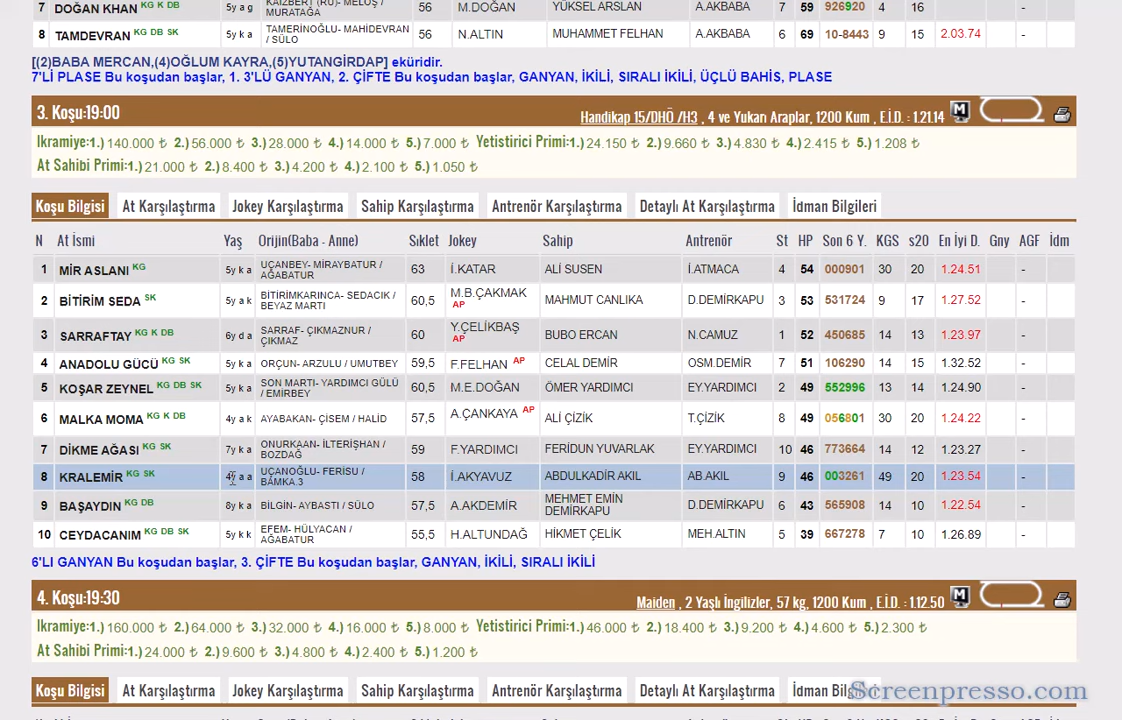 7 DOĞAN KHAN KG K DB 5y a g KAIZBERT (RU)- MELOŞ / MURATAĞA 56 M.DOĞAN YÜKSEL ARSLAN A.AKBABA 7 59 926920 4 16 -
8 TAMDEVRAN KG DB SK 5y k a TAMERİNOĞLU- MAHİDEVRAN / SÜLO 56 N.ALTIN MUHAMMET FELHAN A.AKBABA 6 69 10-8443 9 15 2.03.74 -
[(2)BABA MERCAN,(4)OĞLUM KAYRA,(5)YUTANGİRDAP] eküridir.
7'Lİ PLASE Bu koşudan başlar, 1. 3'LÜ GANYAN, 2. ÇİFTE Bu koşudan başlar, GANYAN, İKİLİ, SIRALI İKİLİ, ÜÇLÜ BAHİS, PLASE
3. Koşu:19:00 Handikap 15/DHÖ /H3 , 4 ve Yukarı Araplar, 1200 Kum , E.İ.D. : 1.21.14 M
İkramiye:1.) 140.000 ₺ 2.) 56.000 ₺ 3.) 28.000 ₺ 4.) 14.000 ₺ 5.) 7.000 ₺ Yetistirici Primi:1.) 24.150 ₺ 2.) 9.660 ₺ 3.) 4.830 ₺ 4.) 2.415 ₺ 5.) 1.208 ₺
At Sahibi Primi:1.) 21.000 ₺ 2.) 8.400 ₺ 3.) 4.200 ₺ 4.) 2.100 ₺ 5.) 1.050 ₺
Koşu Bilgisi At Karşılaştırma Jokey Karşılaştırma Sahip Karşılaştırma Antrenör Karşılaştırma Detaylı At Karşılaştırma İdman Bilgileri
N At İsmi Yaş Orijin(Baba - Anne) Sıklet Jokey Sahip Antrenör St HP Son 6 Y. KGS s20 En İyi D. Gny AGF İdm
1 MİR ASLANI KG 5y k a UÇANBEY- MİRAYBATUR / AĞABATUR 63 İ.KATAR ALİ SUSEN İ.ATMACA 4 54 000901 30 20 1.24.51 -
2 BİTİRİM SEDA SK 5y a k BİTİRİMKARINCA- SEDACIK / BEYAZ MARTI 60,5 M.B.ÇAKMAK AP MAHMUT CANLIKA D.DEMİRKAPU 3 53 531724 9 17 1.27.52 -
3 SARRAFTAY KG K DB 6y d a SARRAF- ÇIKMAZNUR / ÇIKMAZ 60 Y.ÇELİKBAŞ AP BUBO ERCAN N.CAMUZ 1 52 450685 14 13 1.23.97 -
4 ANADOLU GÜCÜ KG SK 5y k a ORÇUN- ARZULU / UMUTBEY 59,5 F.FELHAN AP CELAL DEMİR OSM.DEMİR 7 51 106290 14 15 1.32.52 -
5 KOŞAR ZEYNEL KG DB SK 5y k a SON MARTI- YARDIMCI GÜLÜ / EMİRBEY 60,5 M.E.DOĞAN ÖMER YARDIMCI EY.YARDIMCI 2 49 552996 13 14 1.24.90 -
6 MALKA MOMA KG K DB 4y a k AYABAKAN- ÇİSEM / HALİD 57,5 A.ÇANKAYA AP ALİ ÇİZİK T.ÇİZİK 8 49 056801 30 20 1.24.22 -
7 DİKME AĞASI KG SK 7y k a ONURKAAN- İLTERİŞHAN / BOZDAĞ 59 F.YARDIMCI FERİDUN YUVARLAK EY.YARDIMCI 10 46 773664 14 12 1.23.27 -
8 KRALEMİR KG SK 4y a a UÇANOĞLU- FERİSU / BAMKA.3 58 İ.AKYAVUZ ABDULKADİR AKIL AB.AKIL 9 46 003261 49 20 1.23.54 -
9 BAŞAYDIN KG DB 8y k a BİLGİN- AYBASTI / SÜLO 57,5 A.AKDEMİR MEHMET EMİN DEMİRKAPU D.DEMİRKAPU 6 43 565908 14 10 1.22.54 -
10 CEYDACANIM KG DB SK 5y k k EFEM- HÜLYACAN / AĞABATUR 55,5 H.ALTUNDAĞ HİKMET ÇELİK MEH.ALTIN 5 39 667278 7 10 1.26.89 -
6'LI GANYAN Bu koşudan başlar, 3. ÇİFTE Bu koşudan başlar, GANYAN, İKİLİ, SIRALI İKİLİ
4. Koşu:19:30 Maiden , 2 Yaşlı İngilizler, 57 kg, 1200 Kum , E.İ.D. : 1.12.50 M
İkramiye:1.) 160.000 ₺ 2.) 64.000 ₺ 3.) 32.000 ₺ 4.) 16.000 ₺ 5.) 8.000 ₺ Yetistirici Primi:1.) 46.000 ₺ 2.) 18.400 ₺ 3.) 9.200 ₺ 4.) 4.600 ₺ 5.) 2.300 ₺
At Sahibi Primi:1.) 24.000 ₺ 2.) 9.600 ₺ 3.) 4.800 ₺ 4.) 2.400 ₺ 5.) 1.200 ₺
Koşu Bilgisi At Karşılaştırma Jokey Karşılaştırma Sahip Karşılaştırma Antrenör Karşılaştırma Detaylı At Karşılaştırma İdman
Screenpresso.com